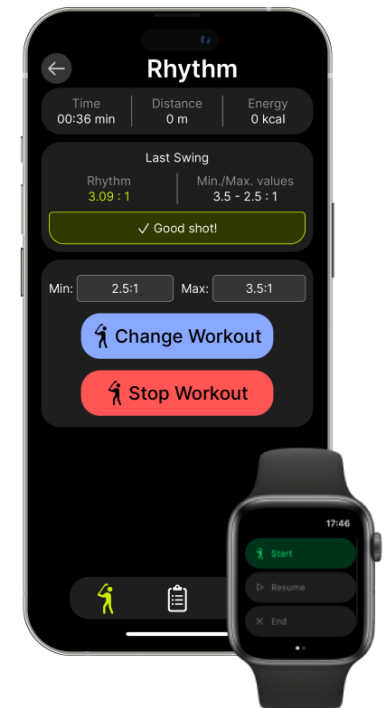 Rhythm
Time Distance Energy
00:36 min 0 m 0 kcal
Last Swing
Rhythm Min./Max. values
3.09 : 1 3.5 - 2.5 : 1
✓ Good shot!
Min: 2.5:1 Max: 3.5:1
Change Workout
Stop Workout
17:46
Start
Resume
End